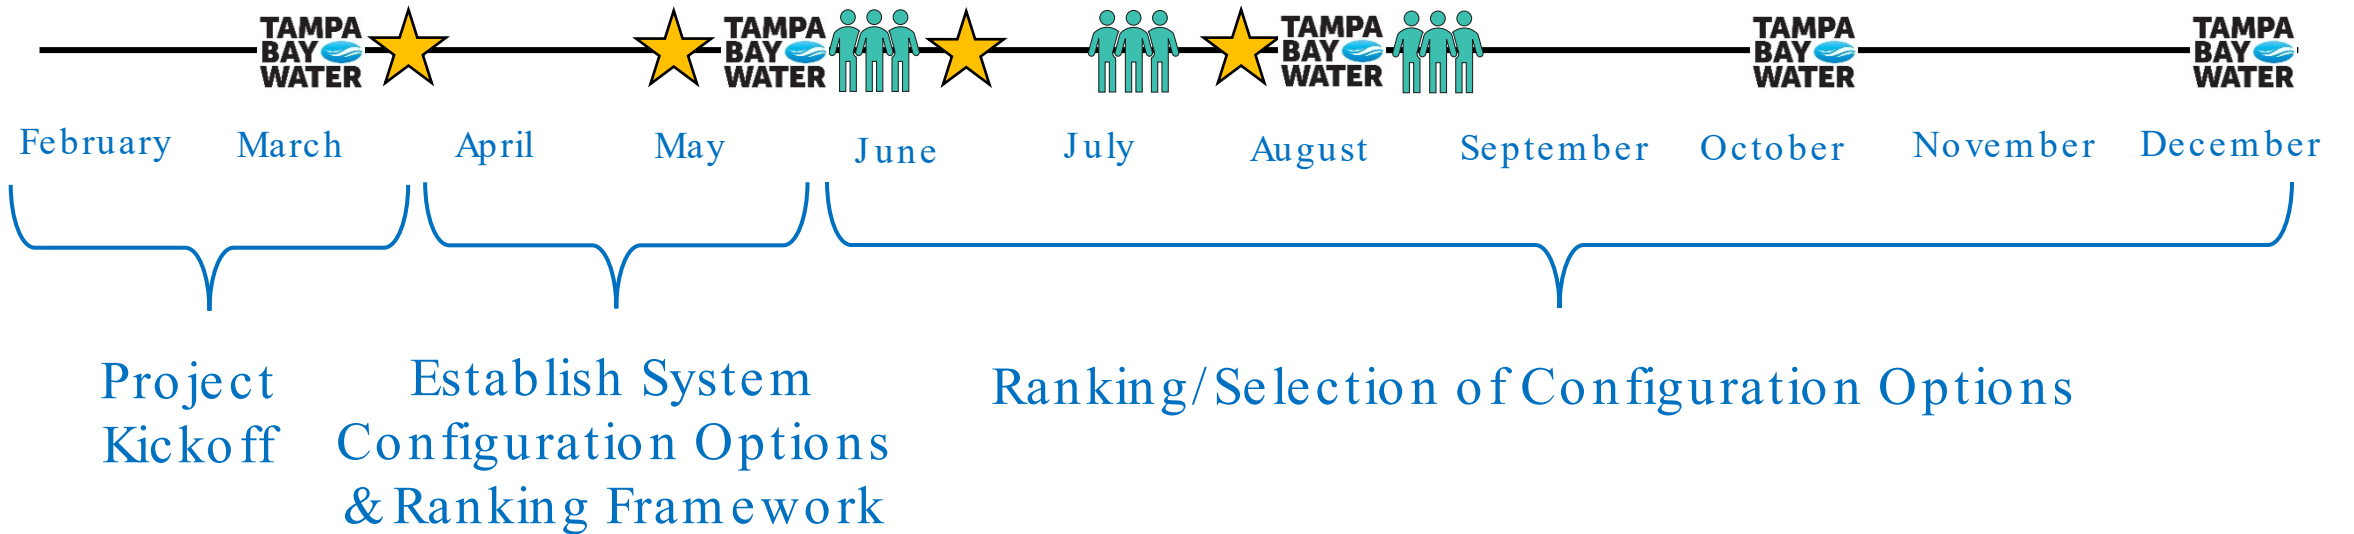 TAMPA
BAY
WATER
TAMPA
BAY
WATER
TAMPA
BAY
WATER
TAMPA
BAY
WATER
TAMPA
BAY
WATER
February March April May June July August September October November December
Project
Kickoff
Establish System
Configuration Options
& Ranking Framework
Ranking/Selection of Configuration Options